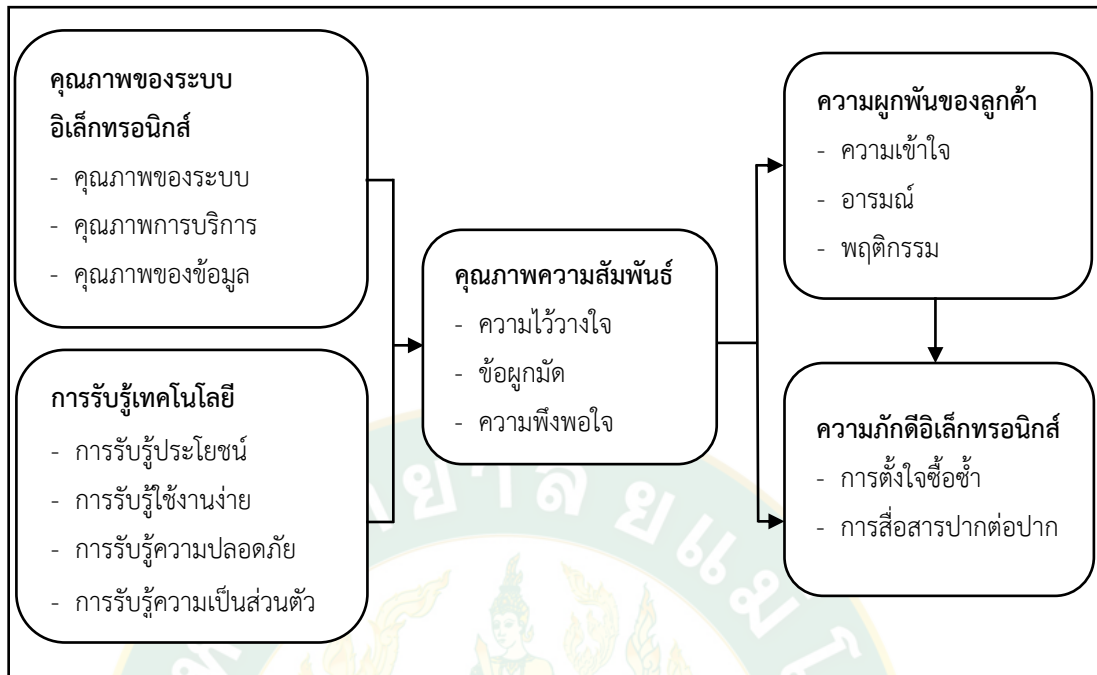 คุณภาพของระบบ
อิเล็กทรอนิกส์
- คุณภาพของระบบ
- คุณภาพการบริการ
- คุณภาพของข้อมูล
การรับรู้เทคโนโลยี
- การรับรู้ประโยชน์
- การรับรู้ใช้งานง่าย
- การรับรู้ความปลอดภัย
- การรับรู้ความเป็นส่วนตัว
คุณภาพความสัมพันธ์
- ความไว้วางใจ
- ข้อผูกมัด
- ความพึงพอใจ
ความผูกพันของลูกค้า
- ความเข้าใจ
- อารมณ์
- พฤติกรรม
ความภักดีอิเล็กทรอนิกส์
- การตั้งใจซื้อซ้ำ
- การสื่อสารปากต่อปาก